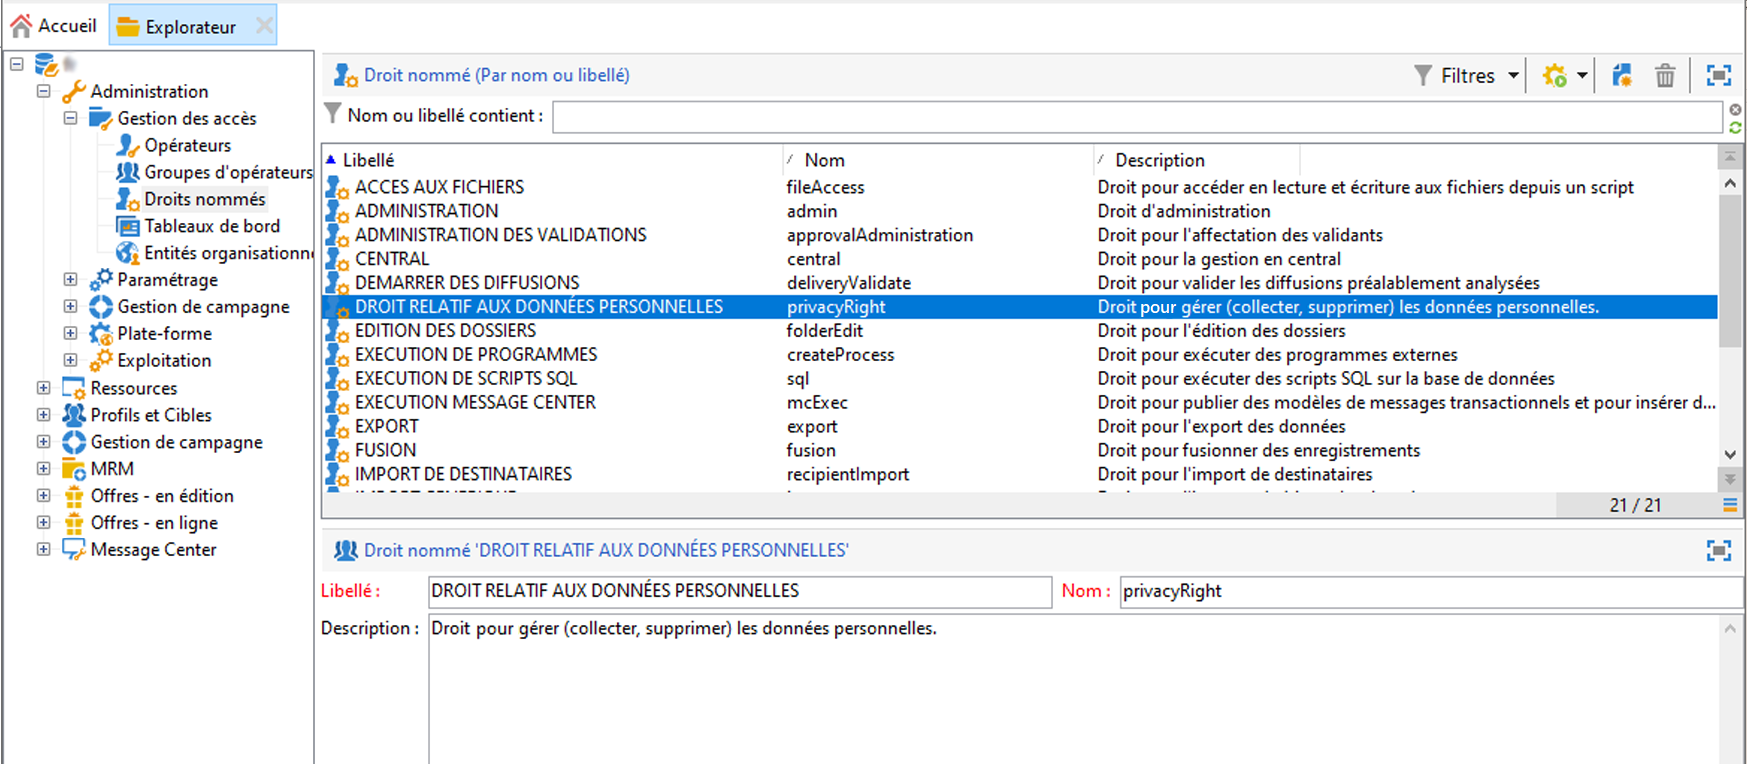 Accueil
Explorateur
Administration
Gestion des accès
Opérateurs
Groupes d'opérateurs
Droits nommés
Tableaux de bord
Entités organisationne
Paramétrage
Gestion de campagne
Plate-forme
Exploitation
Ressources
Profils et Cibles
Gestion de campagne
MRM
Offres - en édition
Offres - en ligne
Message Center
Droit nommé (Par nom ou libellé)
Filtres
Nom ou libellé contient :
Libellé Nom Description
ACCES AUX FICHIERS fileAccess Droit pour accéder en lecture et écriture aux fichiers depuis un script
ADMINISTRATION admin Droit d'administration
ADMINISTRATION DES VALIDATIONS approvalAdministration Droit pour l'affectation des validants
CENTRAL central Droit pour la gestion en central
DEMARRER DES DIFFUSIONS deliveryValidate Droit pour valider les diffusions préalablement analysées
DROIT RELATIF AUX DONNÉES PERSONNELLES privacyRight Droit pour gérer (collecter, supprimer) les données personnelles.
EDITION DES DOSSIERS folderEdit Droit pour l'édition des dossiers
EXECUTION DE PROGRAMMES createProcess Droit pour exécuter des programmes externes
EXECUTION DE SCRIPTS SQL sql Droit pour exécuter des scripts SQL sur la base de données
EXECUTION MESSAGE CENTER mcExec Droit pour publier des modèles de messages transactionnels et pour insérer d...
EXPORT export Droit pour l'export des données
FUSION fusion Droit pour fusionner des enregistrements
IMPORT DE DESTINATAIRES recipientImport Droit pour l'import de destinataires
21 / 21
Droit nommé 'DROIT RELATIF AUX DONNÉES PERSONNELLES'
Libellé : DROIT RELATIF AUX DONNÉES PERSONNELLES Nom : privacyRight
Description : Droit pour gérer (collecter, supprimer) les données personnelles.